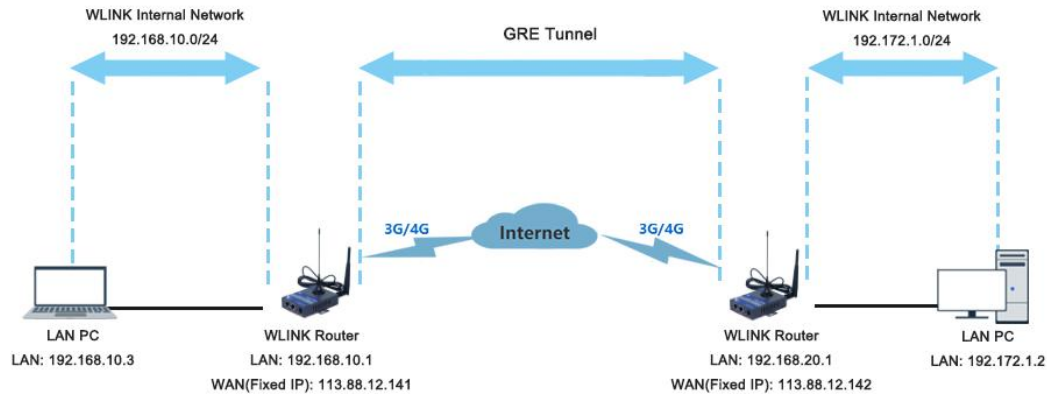 WLINK Internal Network
192.168.10.0/24
GRE Tunnel
WLINK Internal Network
192.172.1.0/24
3G/4G
Internet
3G/4G
LAN PC
LAN: 192.168.10.3
WLINK Router
LAN: 192.168.10.1
WAN(Fixed IP): 113.88.12.141
WLINK Router
LAN: 192.168.20.1
WAN(Fixed IP): 113.88.12.142
LAN PC
LAN: 192.172.1.2